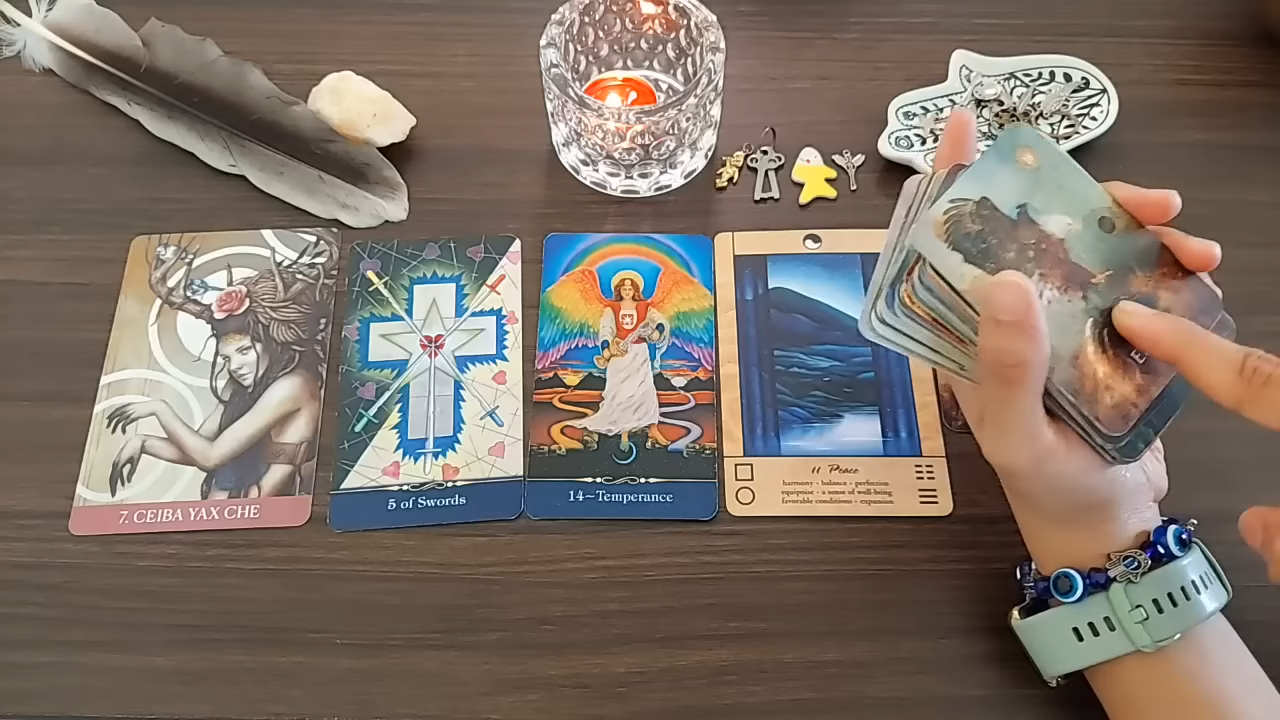 7. CEIBA YAX CHE
5 of Swords
14~Temperance
11 Peace
harmony - balance - perfection
equipoise - a sense of well-being
favorable conditions - expansion